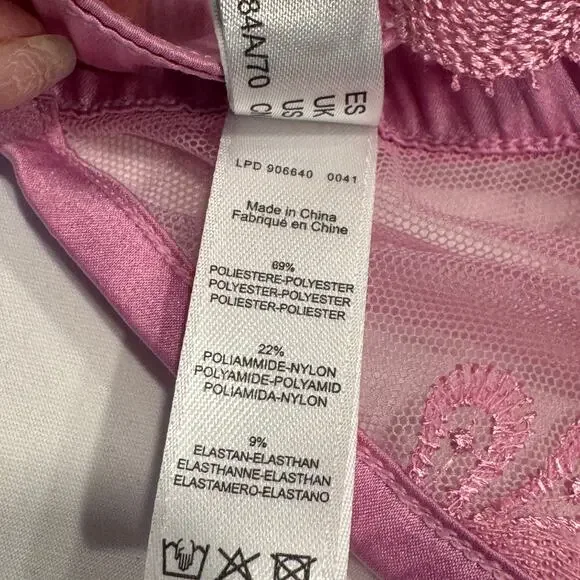 84A/70
ES
UK
US
LPD 906640 0041
Made in China
Fabriqué en Chine
69%
POLIESTERE-POLYESTER
POLYESTER-POLYESTER
POLIESTER-POLIESTER
22%
POLIAMMIDE-NYLON
POLYAMIDE-POLYAMID
POLIAMIDA-NYLON
9%
ELASTAN-ELASTHAN
ELASTHANNE-ELASTHAN
ELASTAMERO-ELASTANO